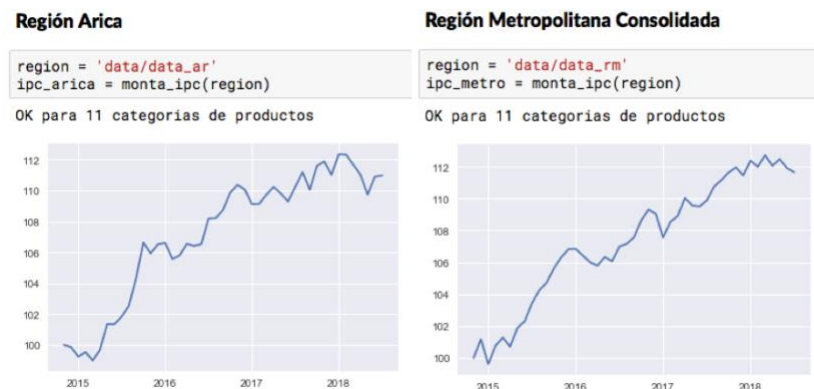 Región Arica
region = 'data/data_ar'
ipc_arica = monta_ipc(region)
OK para 11 categorias de productos
112
110
108
106
104
102
100
2015
2016
2017
2018
Región Metropolitana Consolidada
region = 'data/data_rm'
ipc_metro = monta_ipc(region)
OK para 11 categorias de productos
112
110
108
106
104
102
100
2015
2016
2017
2018